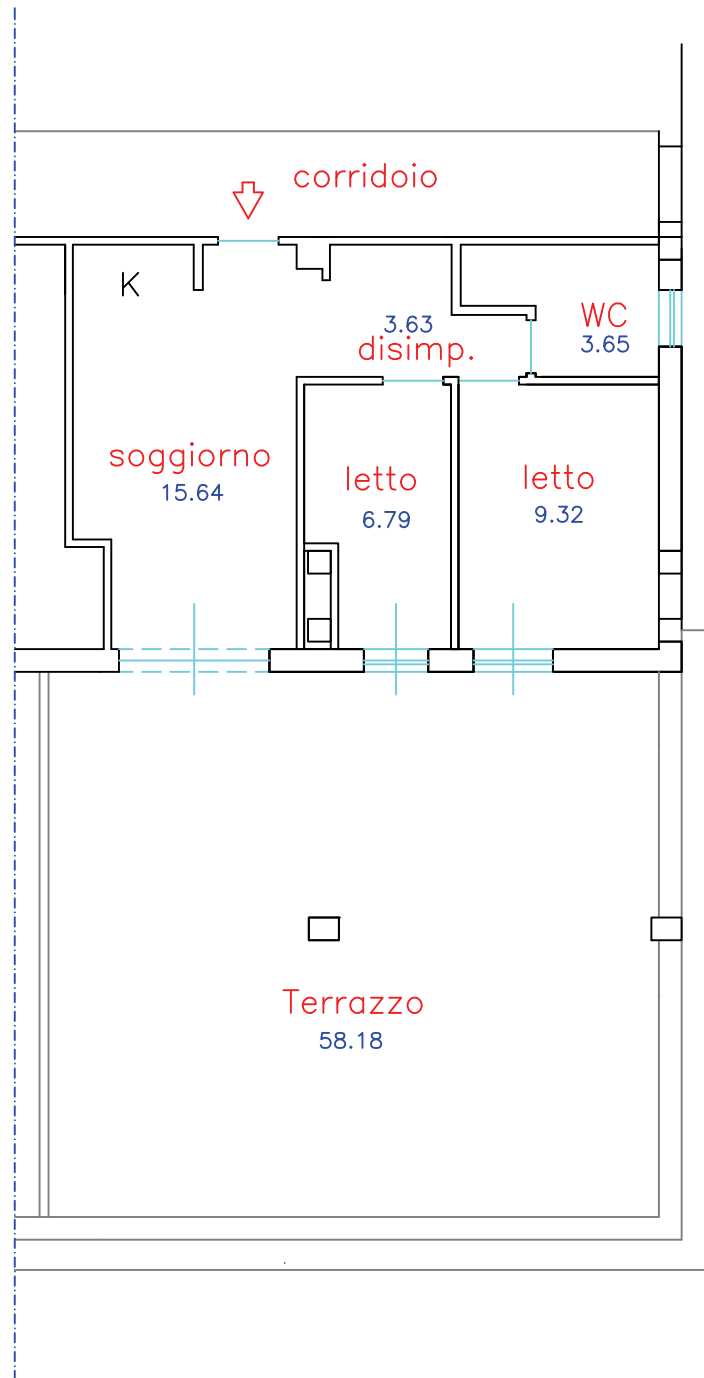 corridoio
K
3.63
disimp.
WC
3.65
soggiorno
15.64
letto
6.79
letto
9.32
Terrazzo
58.18